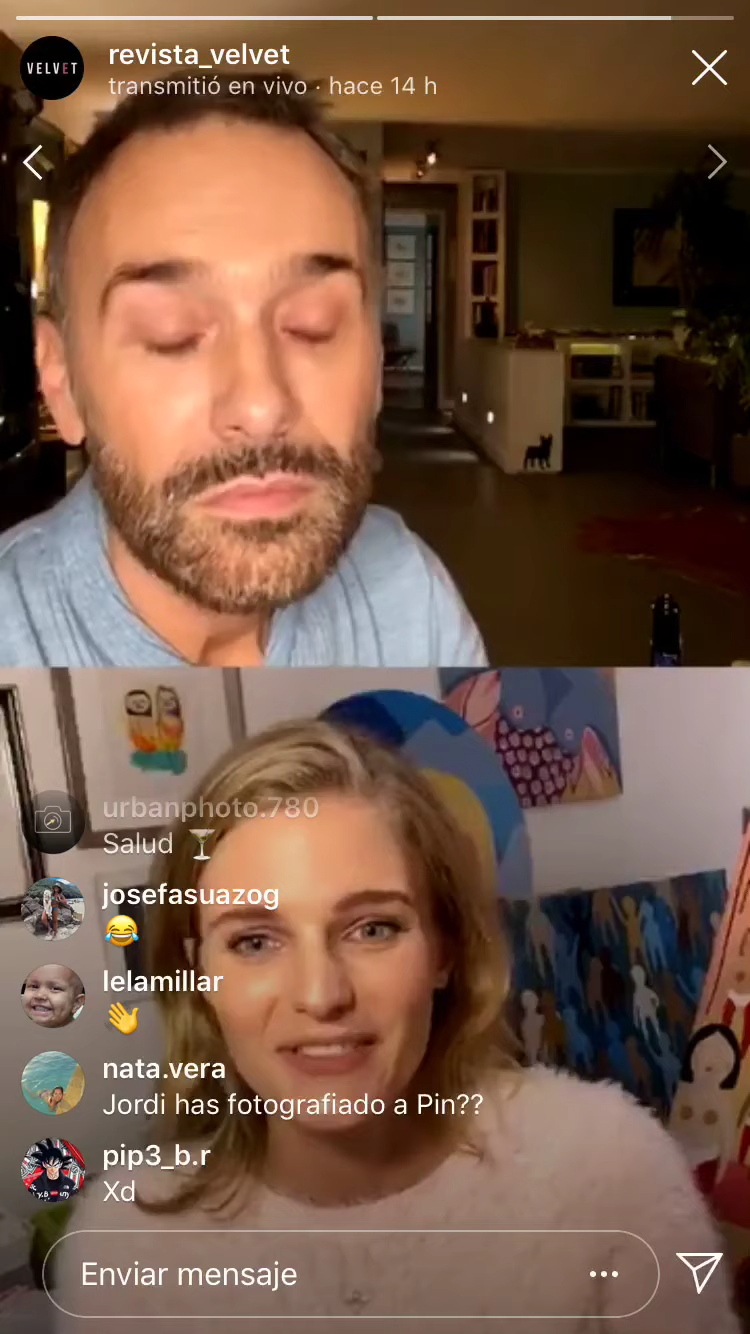 VELVET
revista_velvet
transmitió en vivo · hace 14 h
urbanphoto.780
Salud 🍸
josefasuazog
😂
lelamillar
👋
nata.vera
Jordi has fotografiado a Pin??
pip3_b.r
Xd
Enviar mensaje